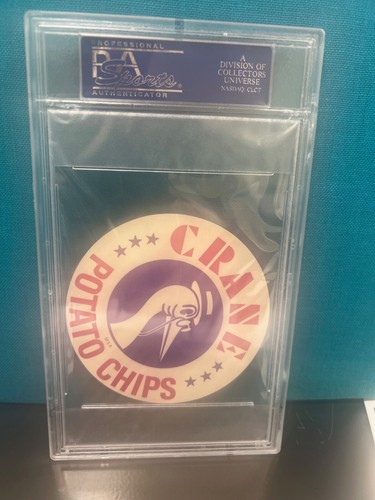 PROFESSIONAL
PSA
Sports
AUTHENTICATOR
A
DIVISION OF
COLLECTORS
UNIVERSE
NASDAQ: CLCT
CRANE
POTATO CHIPS